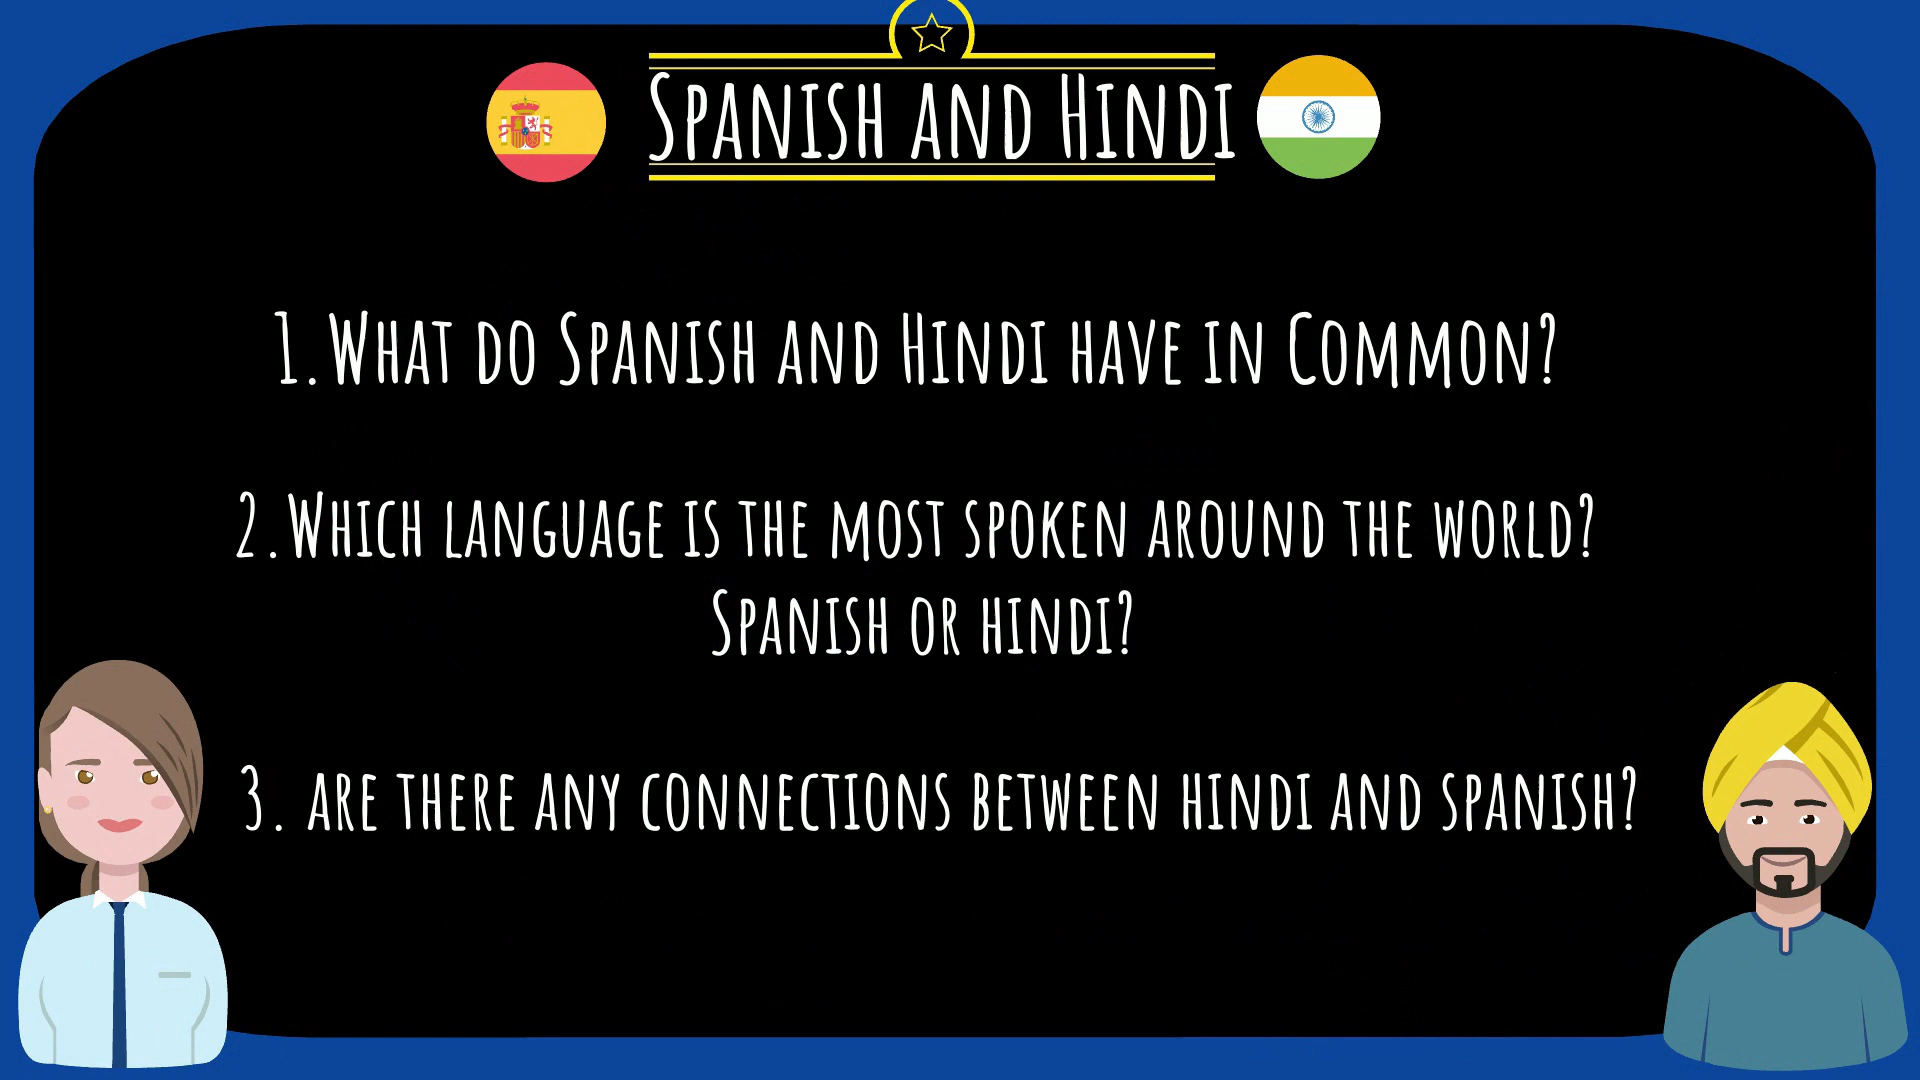 Spanish and Hindi
1. What do Spanish and Hindi have in Common?
2. Which language is the most spoken around the world?
Spanish or hindi?
3. are there any connections between hindi and spanish?